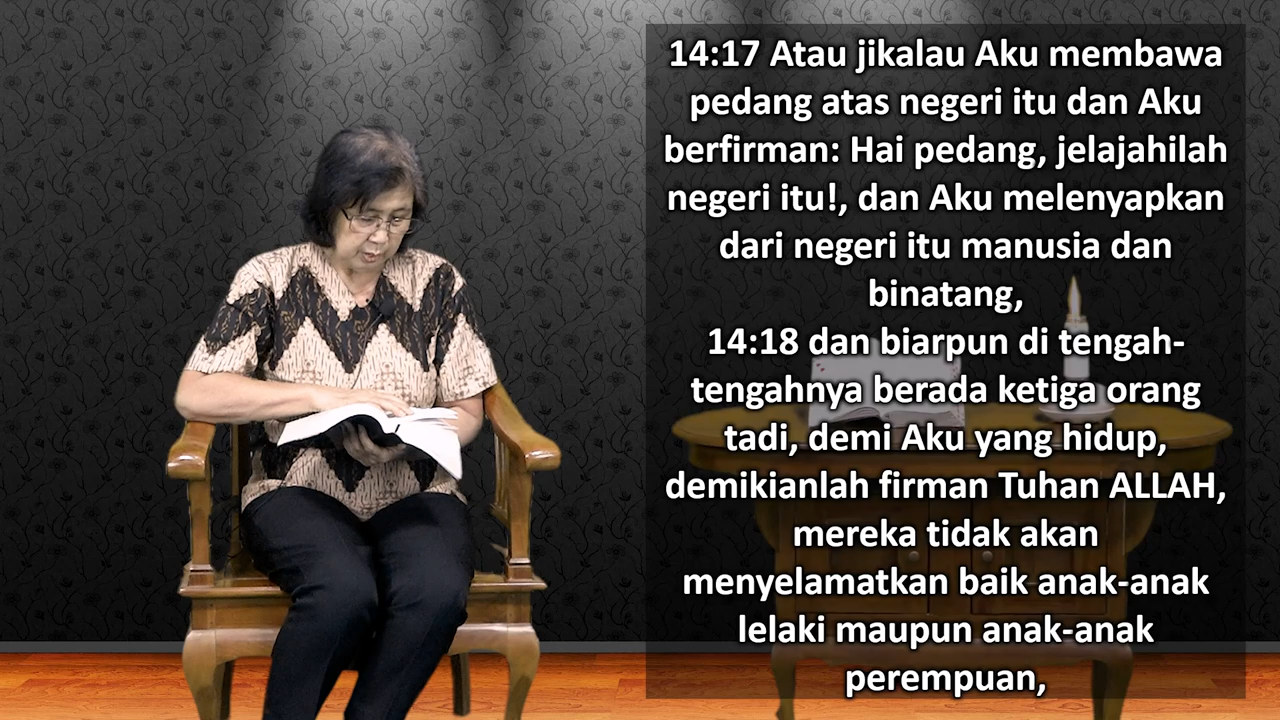 14:17 Atau jikalau Aku membawa
pedang atas negeri itu dan Aku
berfirman: Hai pedang, jelajahilah
negeri itu!, dan Aku melenyapkan
dari negeri itu manusia dan
binatang,
14:18 dan biarpun di tengah-
tengahnya berada ketiga orang
tadi, demi Aku yang hidup,
demikianlah firman Tuhan ALLAH,
mereka tidak akan
menyelamatkan baik anak-anak
lelaki maupun anak-anak
perempuan,